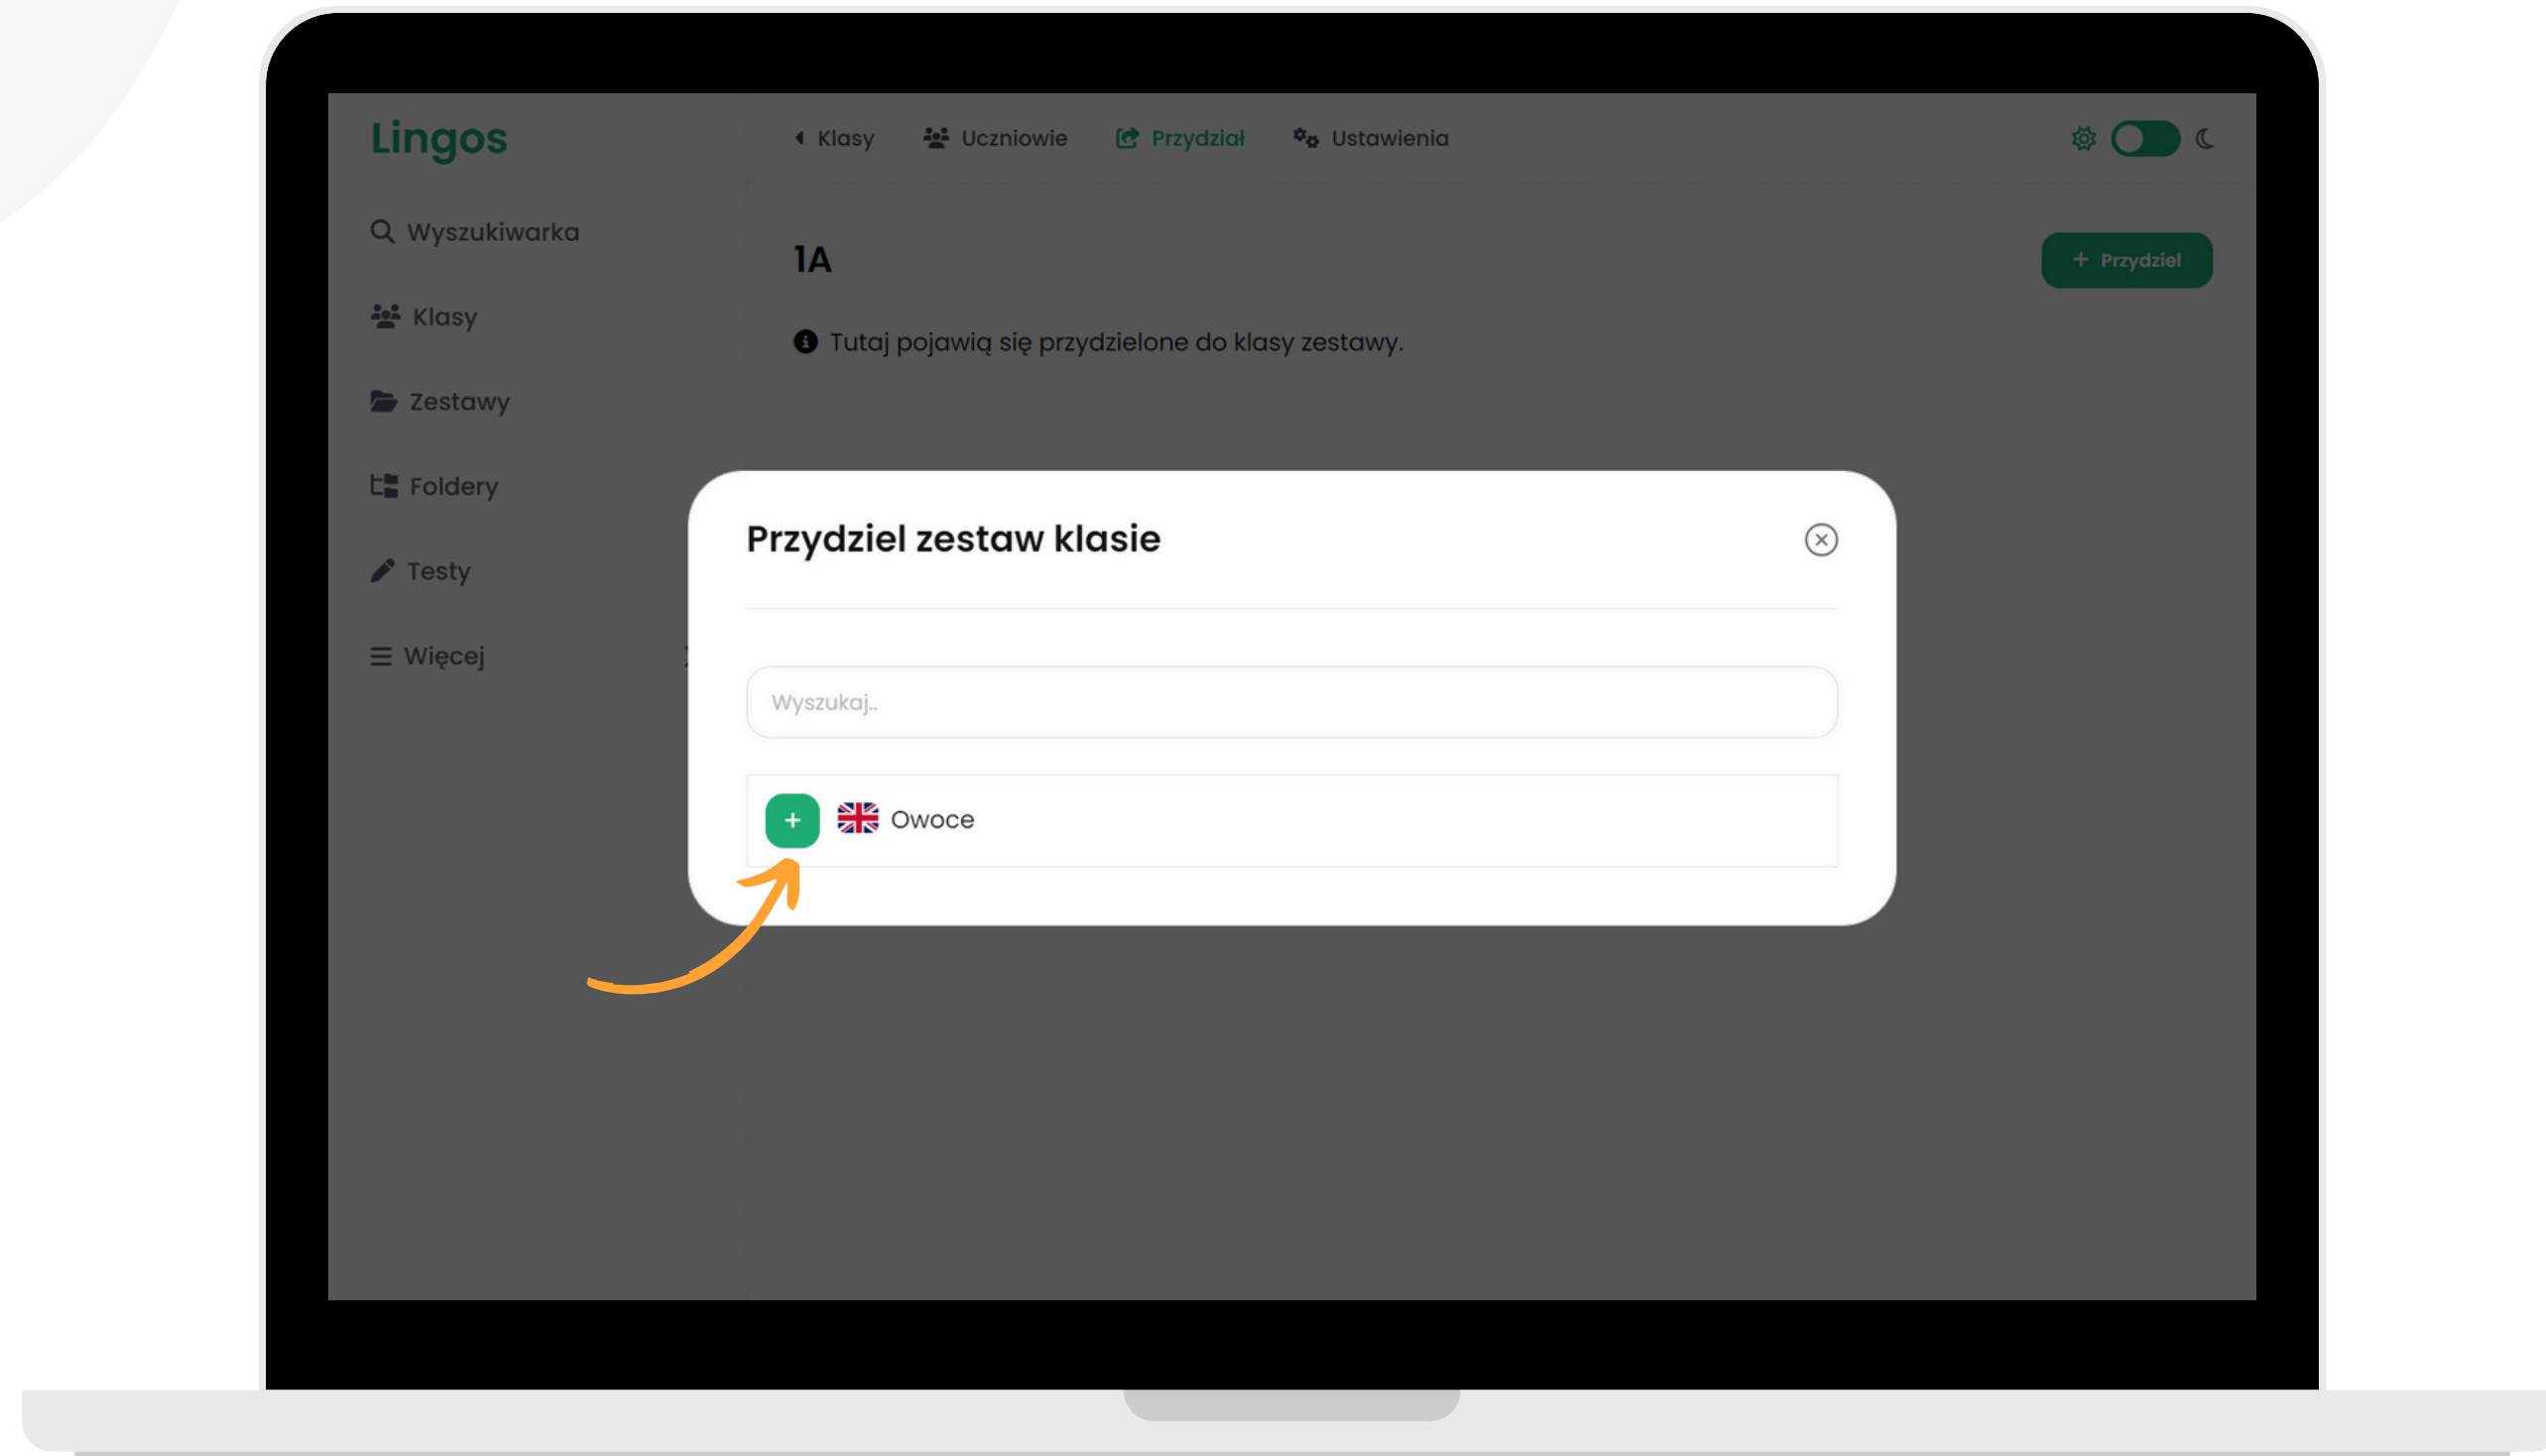 Lingos
Klasy Uczniowie Przydział Ustawienia
Wyszukiwarka
Klasy
Zestawy
Foldery
Testy
Więcej
1A
+ Przydziel
Tutaj pojawią się przydzielone do klasy zestawy.
Przydziel zestaw klasie
Wyszukaj..
+ Owoce